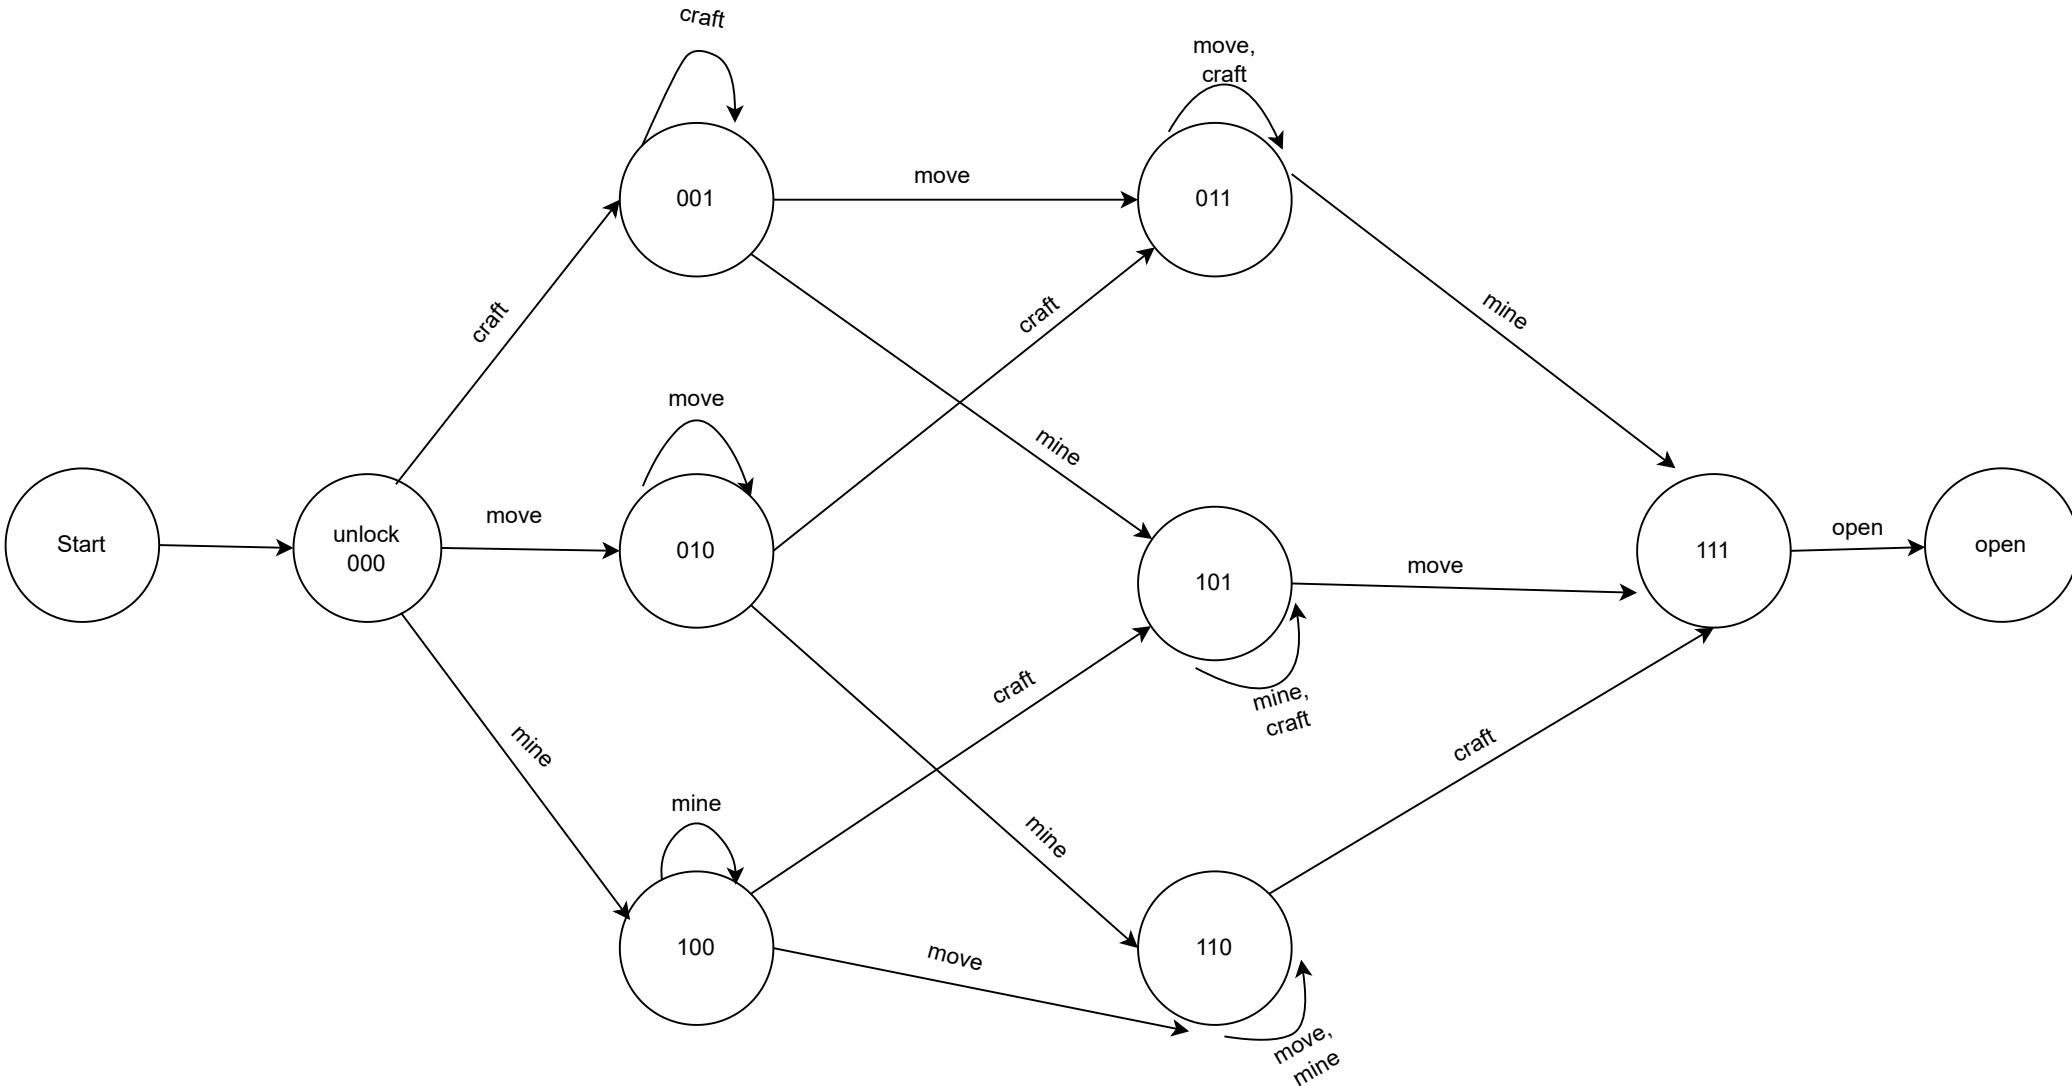 craft
move,
craft
001
move
011
craft
craft
mine
move
mine
Start
unlock
000
move
010
101
move
111
open
open
mine
craft
mine,
craft
craft
mine
mine
100
move
110
move,
mine